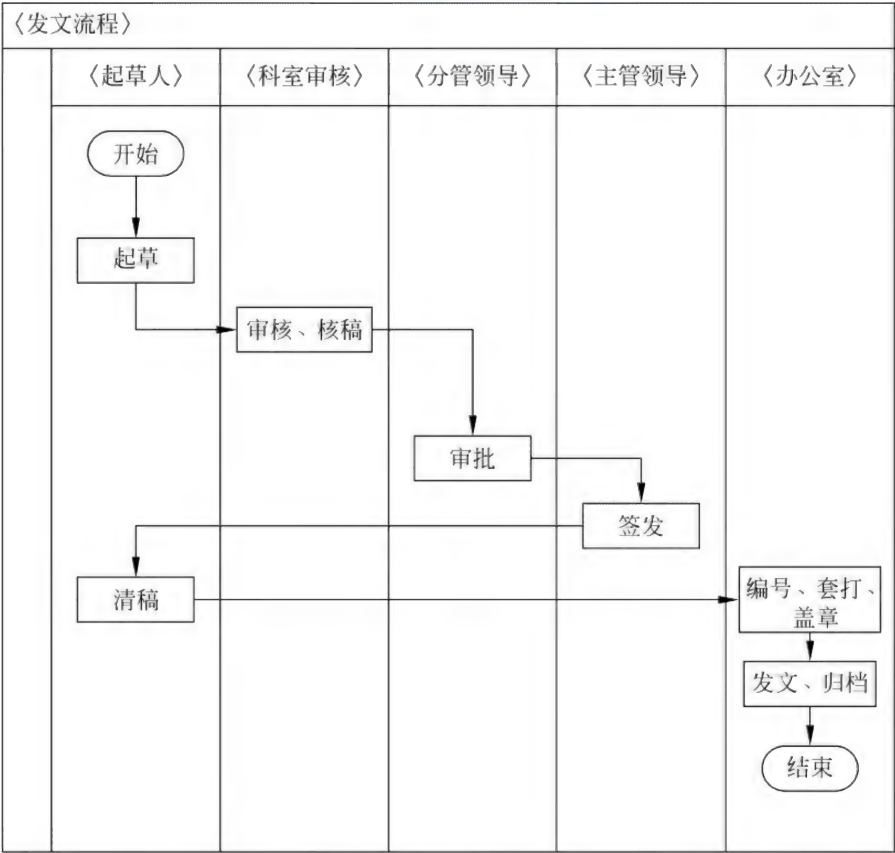 〈发文流程〉
〈起草人〉
〈科室审核〉
〈分管领导〉
〈主管领导〉
〈办公室〉
开始
起草
审核、核稿
审批
签发
清稿
编号、套打、
盖章
发文、归档
结束